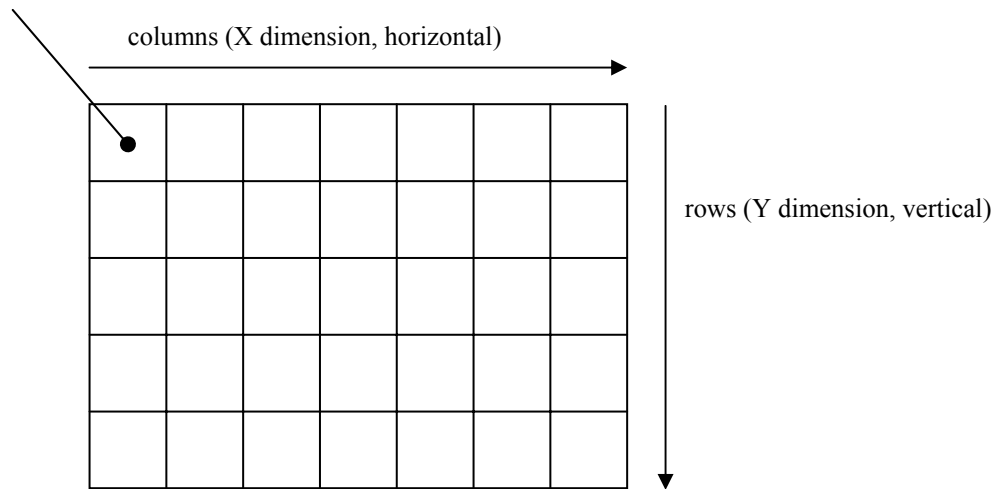 columns (X dimension, horizontal)
rows (Y dimension, vertical)